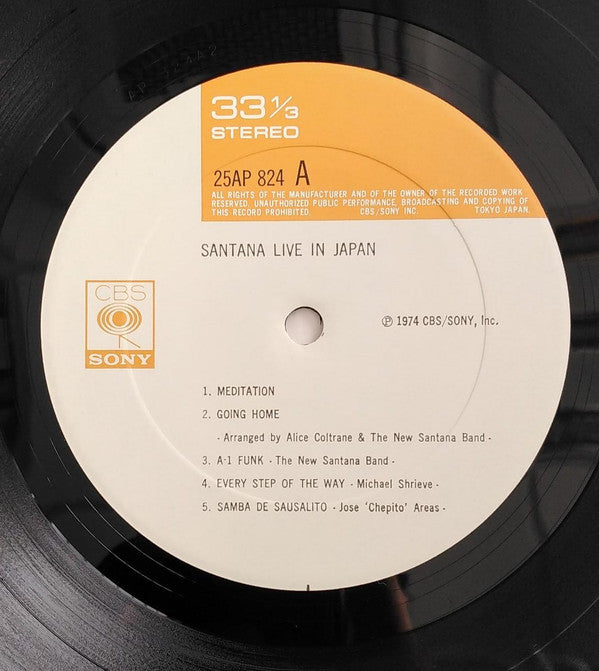 33 1/3
STEREO
25AP 824 A
ALL RIGHTS OF THE MANUFACTURER AND OF THE OWNER OF THE RECORDED WORK
RESERVED. UNAUTHORIZED PUBLIC PERFORMANCE, BROADCASTING AND COPYING OF
THIS RECORD PROHIBITED. CBS/SONY INC. TOKYO JAPAN.
SANTANA LIVE IN JAPAN
CBS
SONY
℗ 1974 CBS/SONY, Inc.
1. MEDITATION
2. GOING HOME
- Arranged by Alice Coltrane & The New Santana Band -
3. A-1 FUNK - The New Santana Band -
4. EVERY STEP OF THE WAY - Michael Shrieve -
5. SAMBA DE SAUSALITO - Jose 'Chepito' Areas -